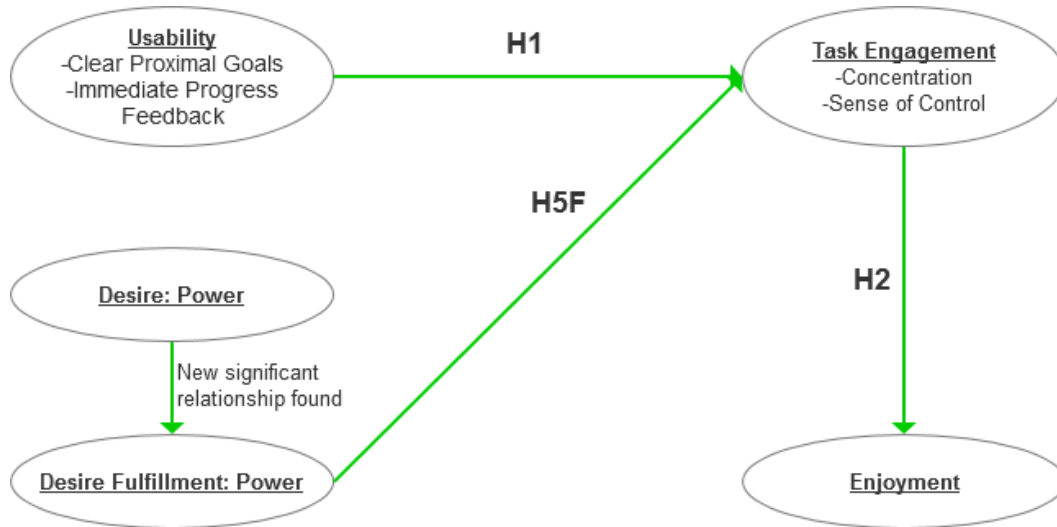 Usability
-Clear Proximal Goals
-Immediate Progress
Feedback
H1
Task Engagement
-Concentration
-Sense of Control
H5F
Desire: Power
H2
New significant
relationship found
Desire Fulfillment: Power
Enjoyment